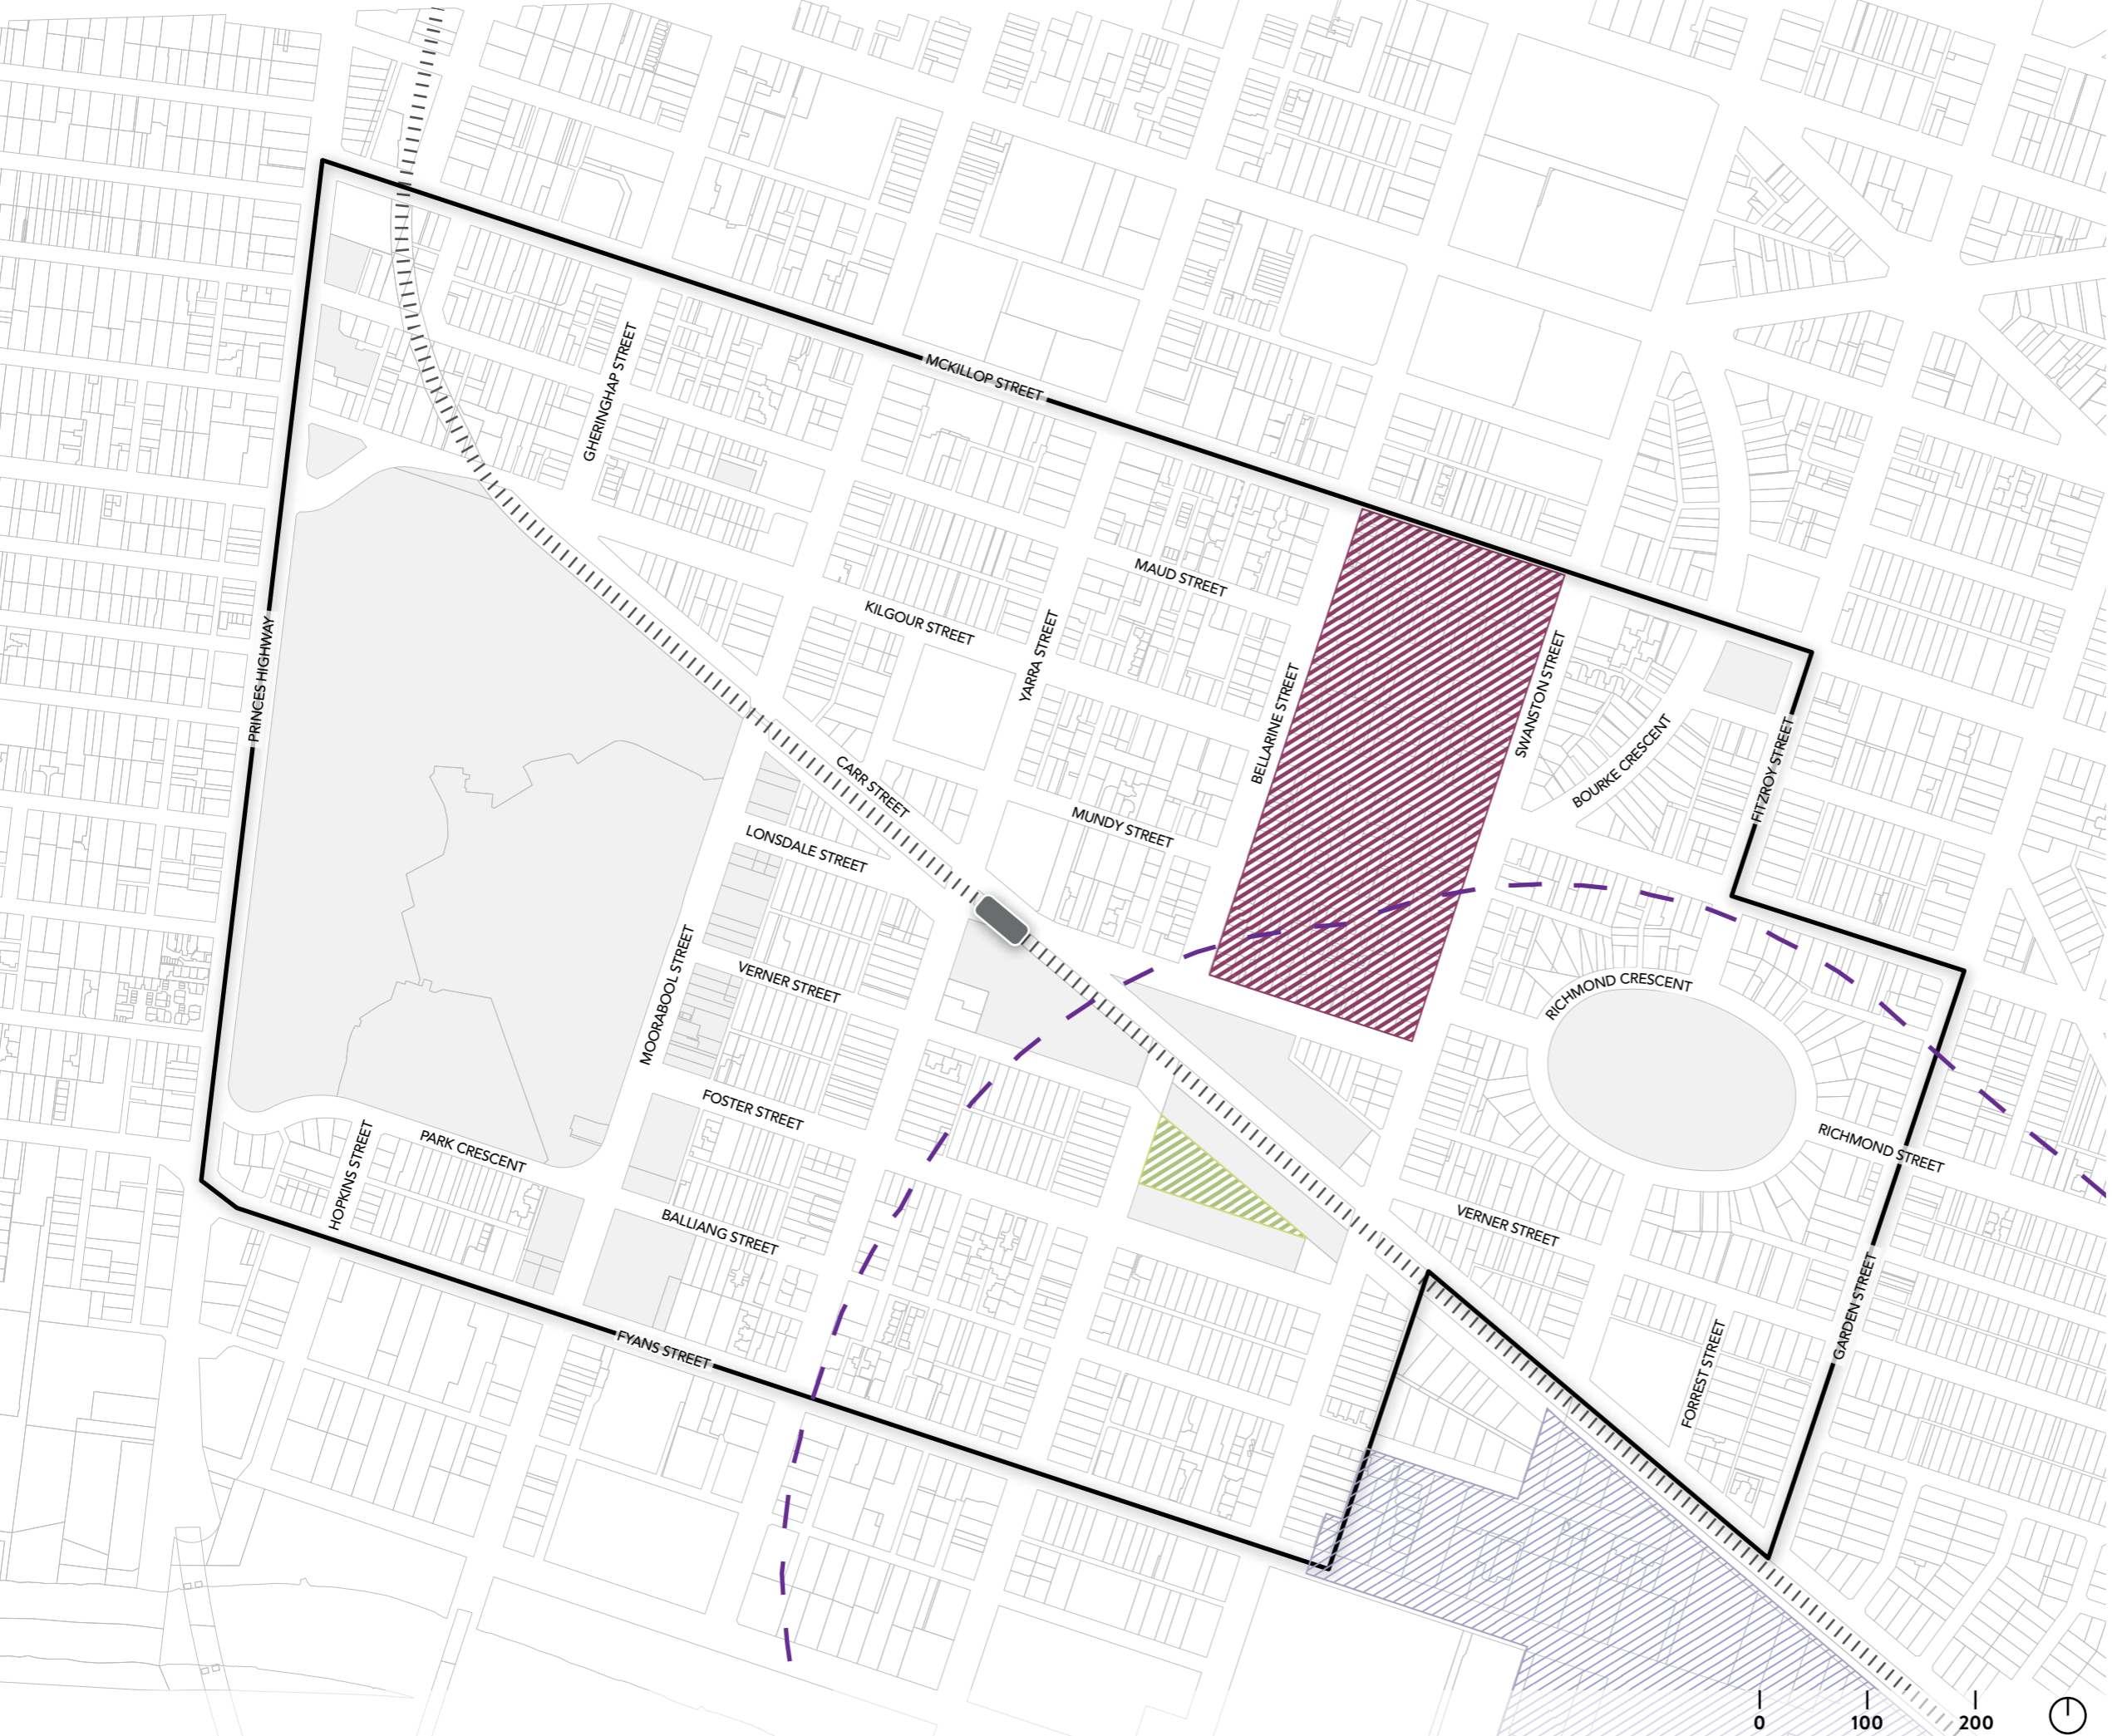 GHERINGHAP STREET
MCKILLOP STREET
MAUD STREET
KILGOUR STREET
YARRA STREET
PRINCES HIGHWAY
BELLARINE STREET
SWANSTON STREET
BOURKE CRESCENT
FITZROY STREET
CARR STREET
MUNDY STREET
LONSDALE STREET
MOORABOOL STREET
VERNER STREET
RICHMOND CRESCENT
FOSTER STREET
HOPKINS STREET
PARK CRESCENT
RICHMOND STREET
BALLIANG STREET
VERNER STREET
FYANS STREET
FORREST STREET
GARDEN STREET
0 100 200